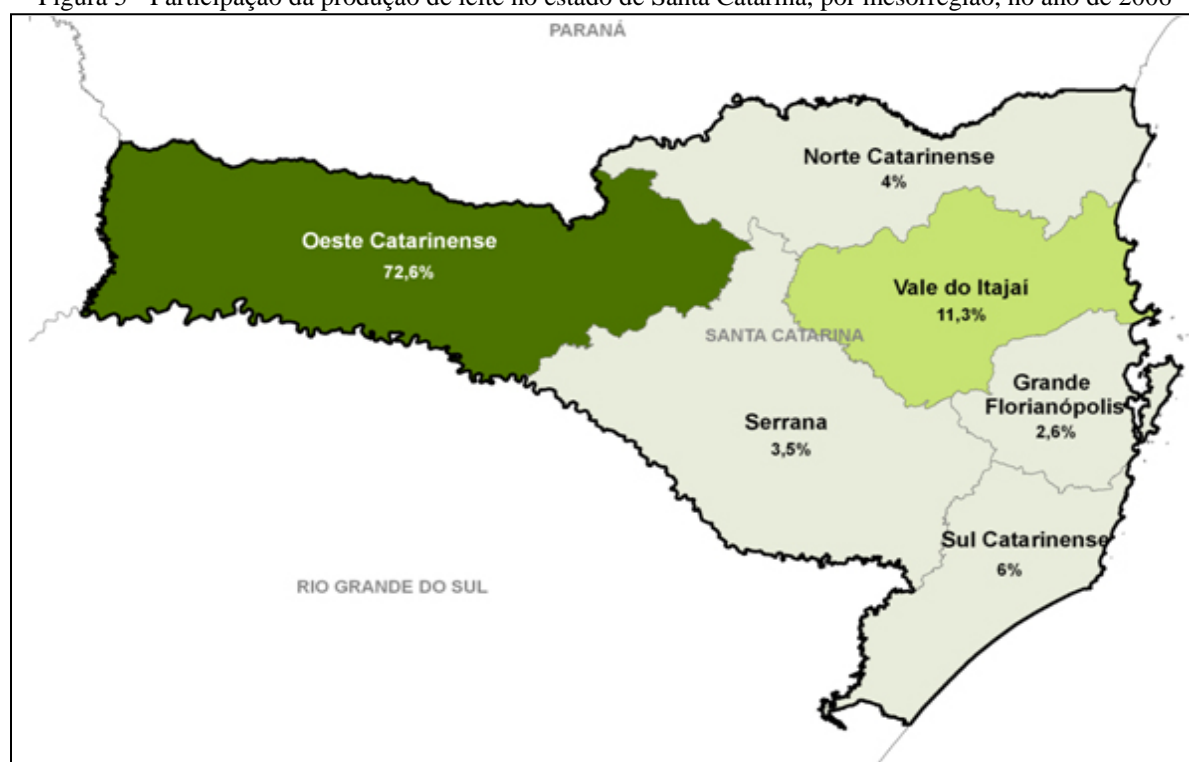 Figura 3 - Participação da produção de leite no estado de Santa Catarina, por mesorregião, no ano de 2006
PARANÁ
Norte Catarinense
4%
Oeste Catarinense
72,6%
Vale do Itajaí
11,3%
SANTA CATARINA
Grande
Florianópolis
2,6%
Serrana
3,5%
Sul Catarinense
6%
RIO GRANDE DO SUL